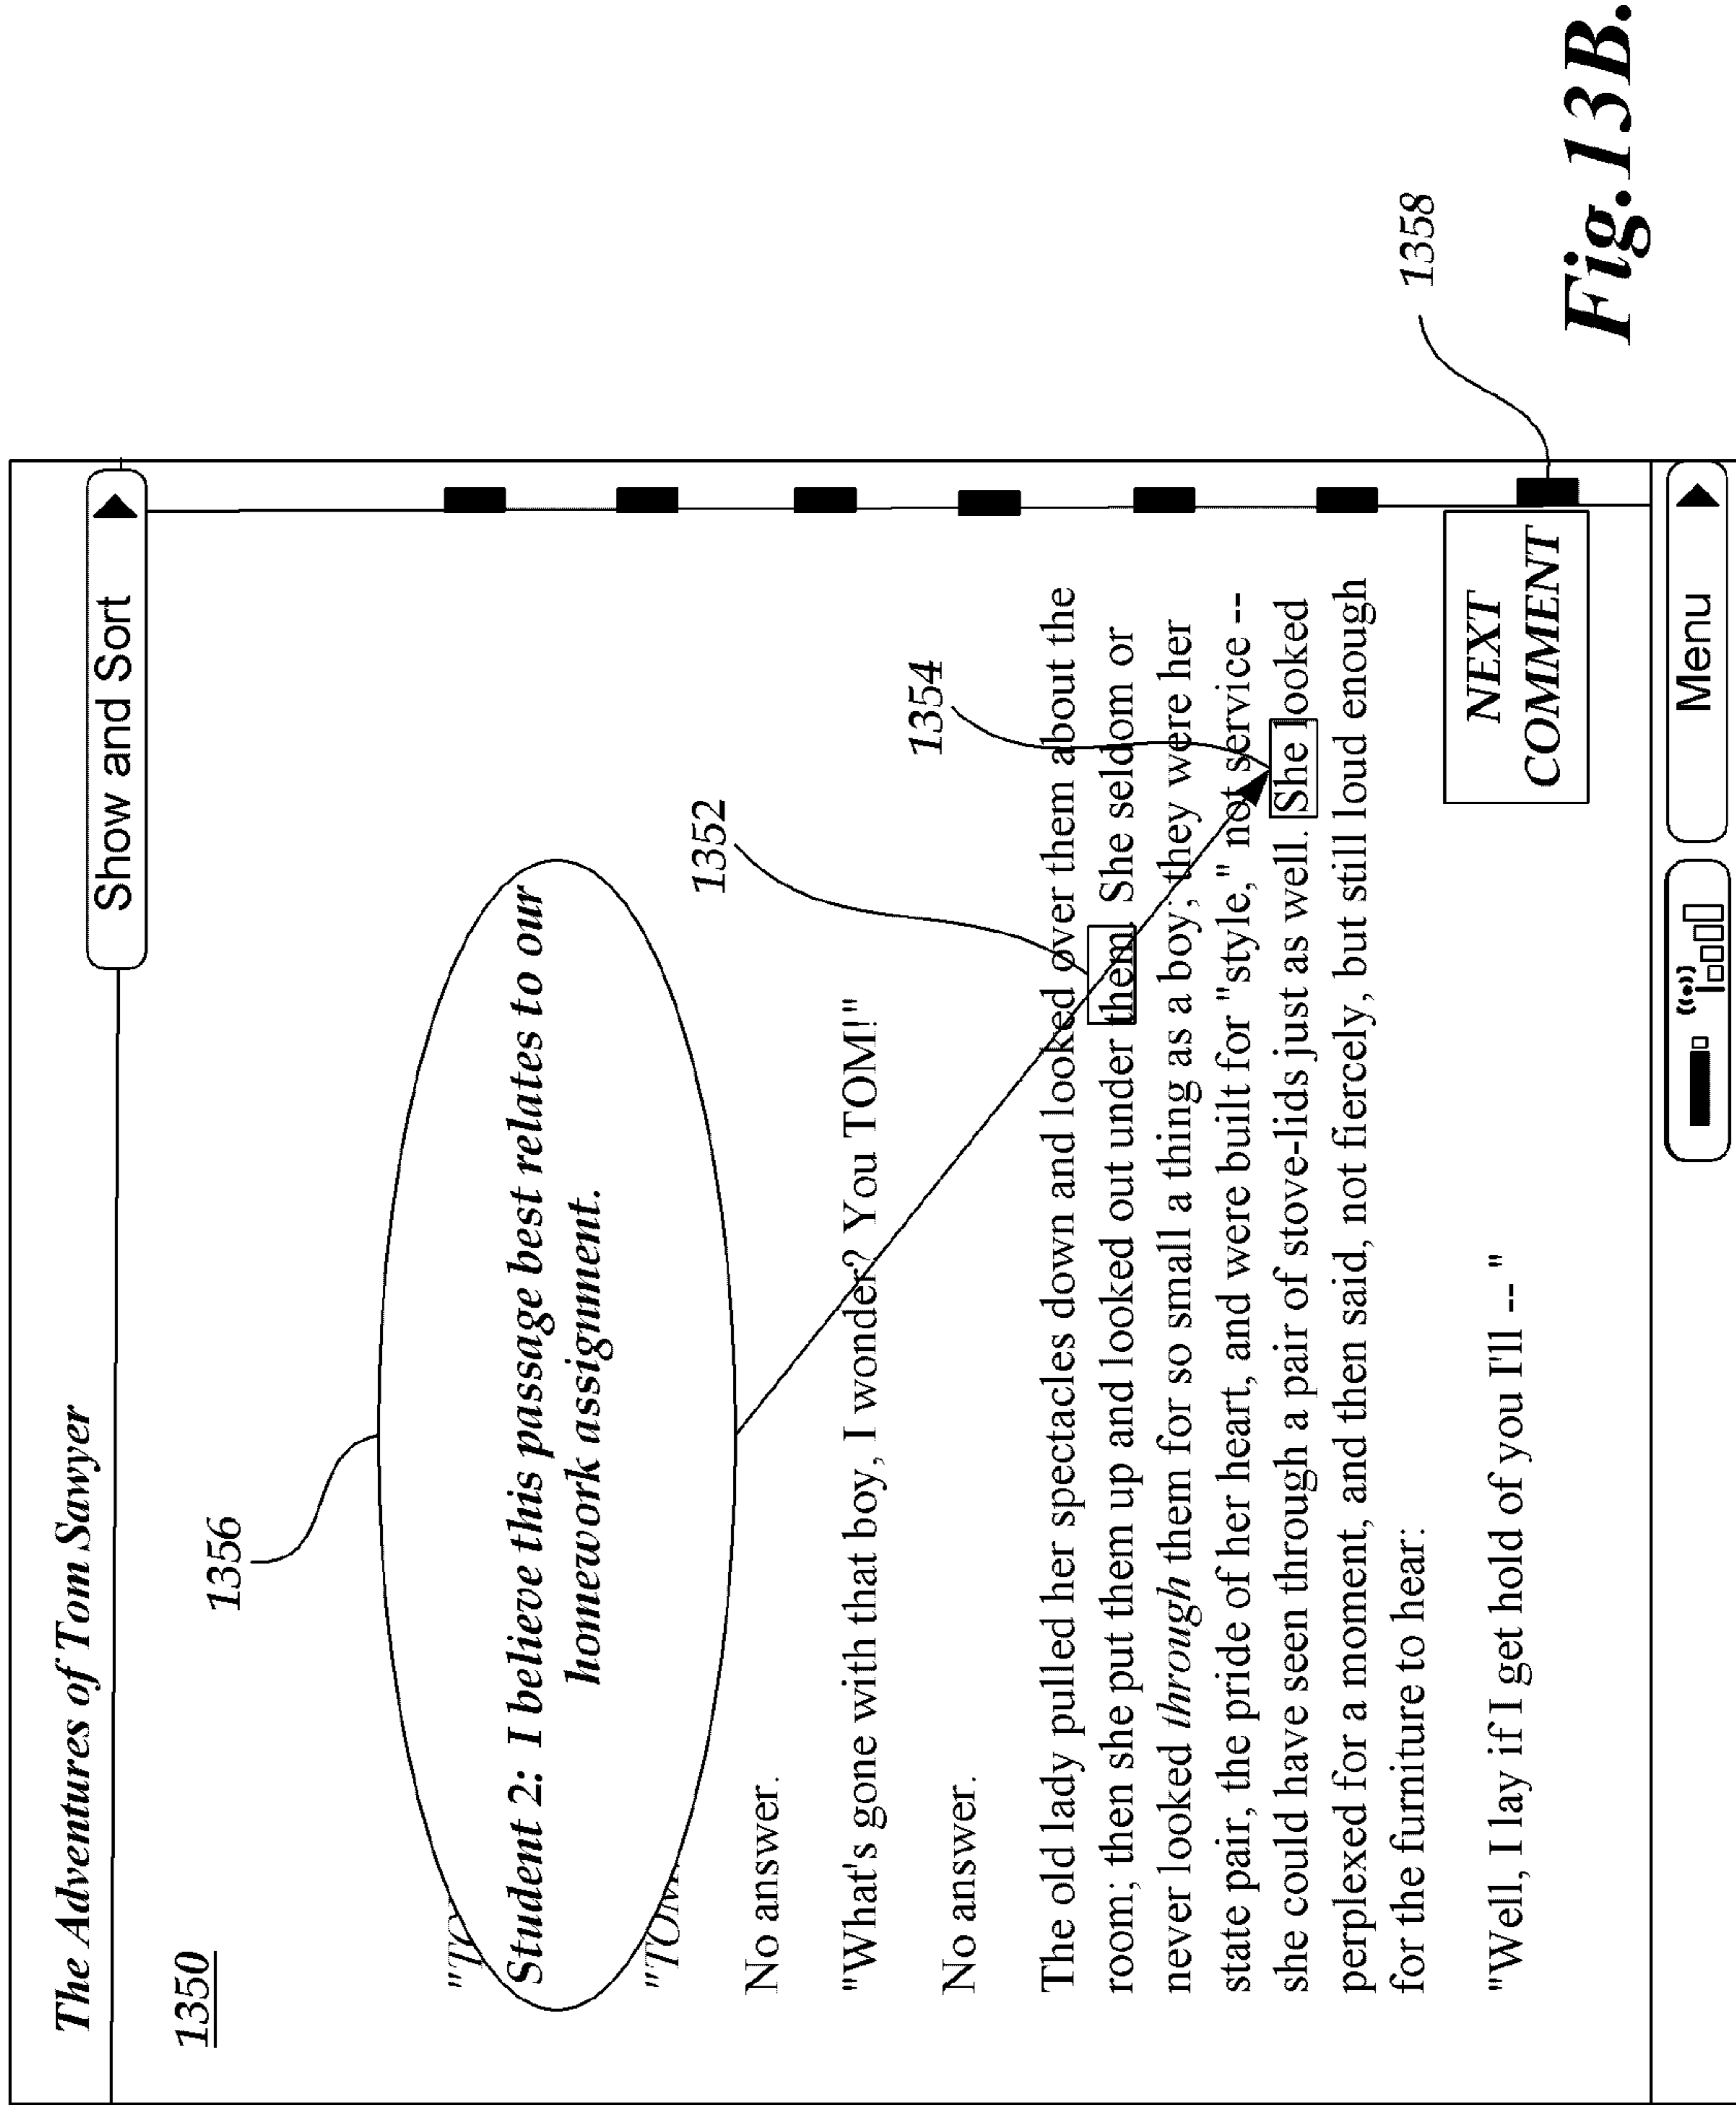 The Adventures of Tom Sawyer
Show and Sort
1350
1356
"TO
Student 2: I believe this passage best relates to our
homework assignment.
"TOM
No answer.
1352
"What's gone with that boy, I wonder? You TOM!"
1354
No answer.
The old lady pulled her spectacles down and looked over them about the
room; then she put them up and looked out under them. She seldom or
never looked through them for so small a thing as a boy; they were her
state pair, the pride of her heart, and were built for "style," not service --
she could have seen through a pair of stove-lids just as well. She looked
perplexed for a moment, and then said, not fiercely, but still loud enough
for the furniture to hear:
"Well, I lay if I get hold of you I'll -- "
NEXT
COMMENT
1358
Menu
Fig.13B.